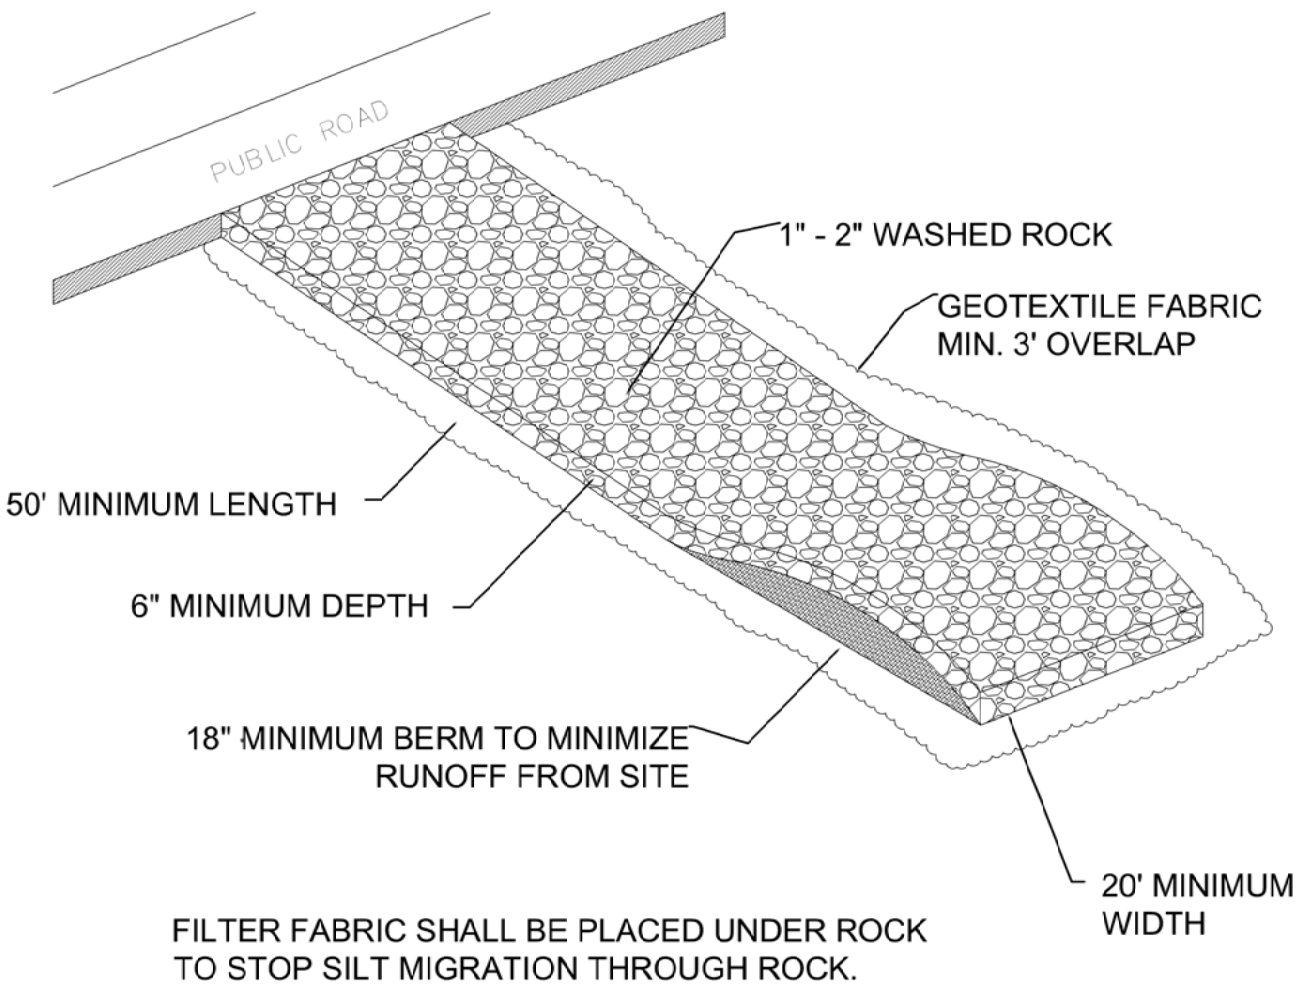 PUBLIC ROAD
1" - 2" WASHED ROCK
GEOTEXTILE FABRIC
MIN. 3' OVERLAP
50' MINIMUM LENGTH
6" MINIMUM DEPTH
18" MINIMUM BERM TO MINIMIZE
RUNOFF FROM SITE
20' MINIMUM
WIDTH
FILTER FABRIC SHALL BE PLACED UNDER ROCK
TO STOP SILT MIGRATION THROUGH ROCK.